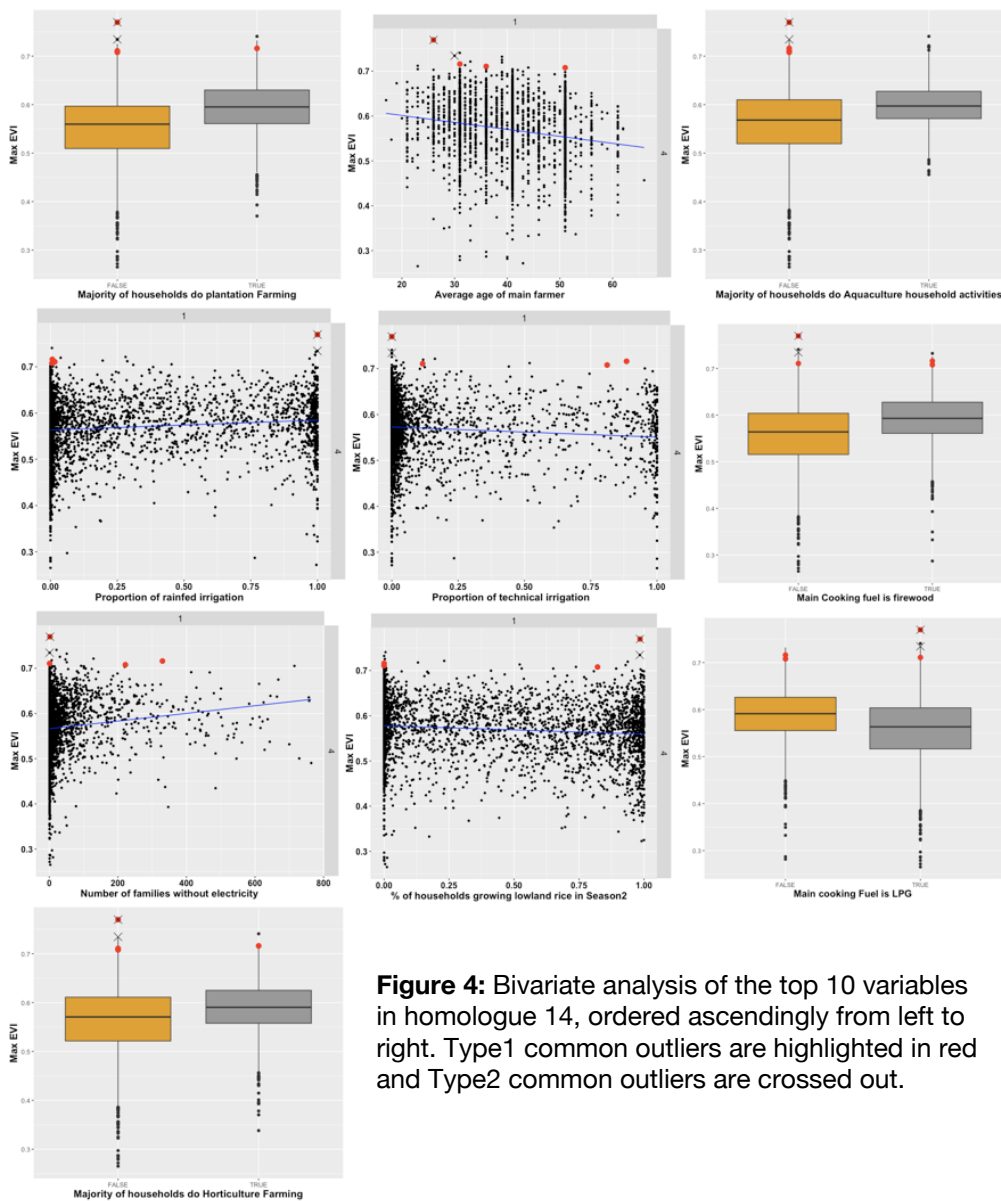 0.7
0.6
0.5
0.4
0.3
Max EVI
FALSE
TRUE
Majority of households do plantation Farming
1
0.7
0.6
0.5
0.4
0.3
Max EVI
4
20
30
40
50
60
Average age of main farmer
0.7
0.6
0.5
0.4
0.3
Max EVI
FALSE
TRUE
Majority of households do Aquaculture household activities
1
0.7
0.6
0.5
0.4
0.3
Max EVI
4
0.00
0.25
0.50
0.75
1.00
Proportion of rainfed irrigation
1
0.7
0.6
0.5
0.4
0.3
Max EVI
4
0.00
0.25
0.50
0.75
1.00
Proportion of technical irrigation
0.7
0.6
0.5
0.4
0.3
Max EVI
FALSE
TRUE
Main Cooking fuel is firewood
1
0.7
0.6
0.5
0.4
0.3
Max EVI
4
0
200
400
600
800
Number of families without electricity
1
0.7
0.6
0.5
0.4
0.3
Max EVI
4
0.00
0.25
0.50
0.75
1.00
% of households growing lowland rice in Season2
0.7
0.6
0.5
0.4
0.3
Max EVI
FALSE
TRUE
Main cooking Fuel is LPG
0.7
0.6
0.5
0.4
0.3
Max EVI
FALSE
TRUE
Majority of households do Horticulture Farming
Figure 4: Bivariate analysis of the top 10 variables
in homologue 14, ordered ascendingly from left to
right. Type1 common outliers are highlighted in red
and Type2 common outliers are crossed out.